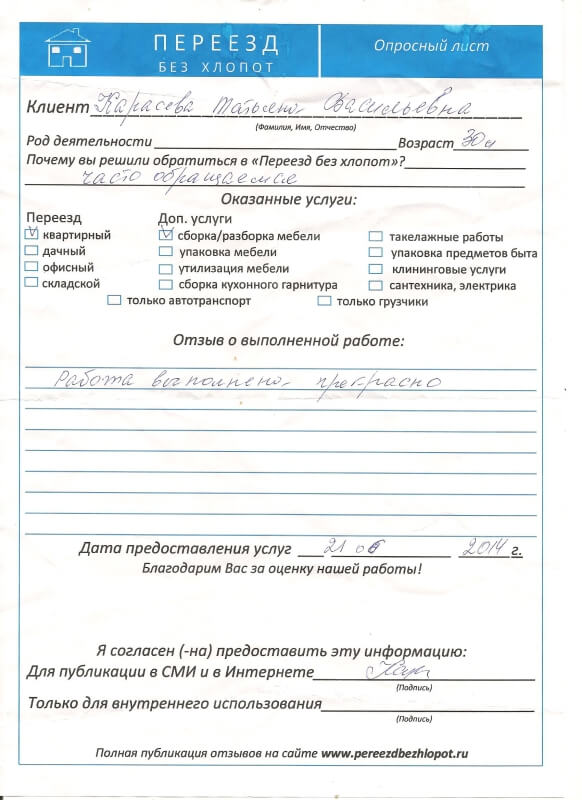 ПЕРЕЕЗД
БЕЗ ХЛОПОТ
Опросный лист
Клиент Карасева Татьяна Васильевна
(Фамилия, Имя, Отчество)
Род деятельности Возраст 30л
Почему вы решили обратиться в «Переезд без хлопот»?
часто обращаемся
Оказанные услуги:
Переезд Доп. услуги
квартирный сборка/разборка мебели такелажные работы
дачный упаковка мебели упаковка предметов быта
офисный утилизация мебели клининговые услуги
складской сборка кухонного гарнитура сантехника, электрика
только автотранспорт только грузчики
Отзыв о выполненной работе:
Работа выполнена прекрасно
Дата предоставления услуг 21 06 2014 г.
Благодарим Вас за оценку нашей работы!
Я согласен (-на) предоставить эту информацию:
Для публикации в СМИ и в Интернете
(Подпись)
Только для внутреннего использования
(Подпись)
Полная публикация отзывов на сайте www.pereezdbezhlopot.ru